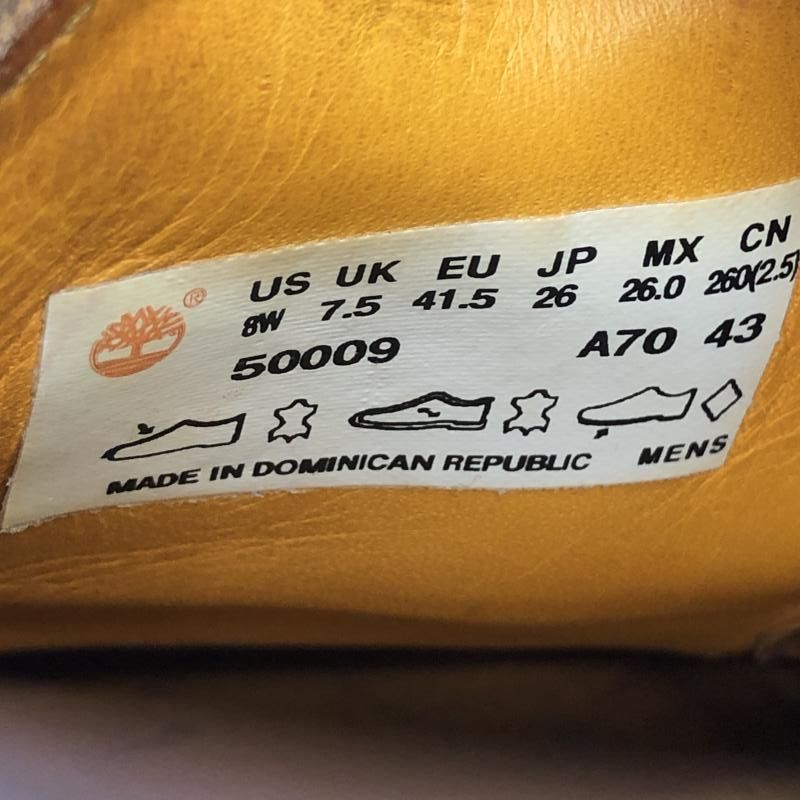 ®
US UK EU JP MX CN
8W 7.5 41.5 26 26.0 260(2.5)
50009 A70 43
MADE IN DOMINICAN REPUBLIC MENS